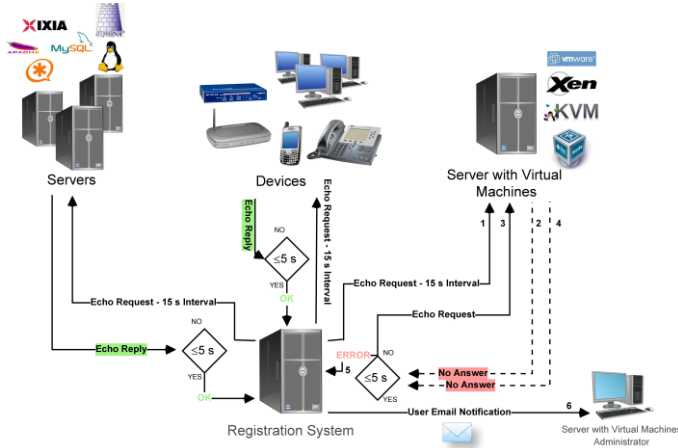 IXIA
APACHE
MySQL
vmware
Xen
KVM
Servers
Devices
Server with Virtual
Machines
Echo Reply
NO
≤5 s
YES
OK
Echo Request - 15 s Interval
1
3
2
4
Echo Request - 15 s Interval
Echo Request - 15 s Interval
Echo Request
NO
Echo Reply
≤5 s
YES
OK
ERROR
NO
5
≤5 s
YES
No Answer
No Answer
User Email Notification
6
Registration System
Server with Virtual Machines
Administrator